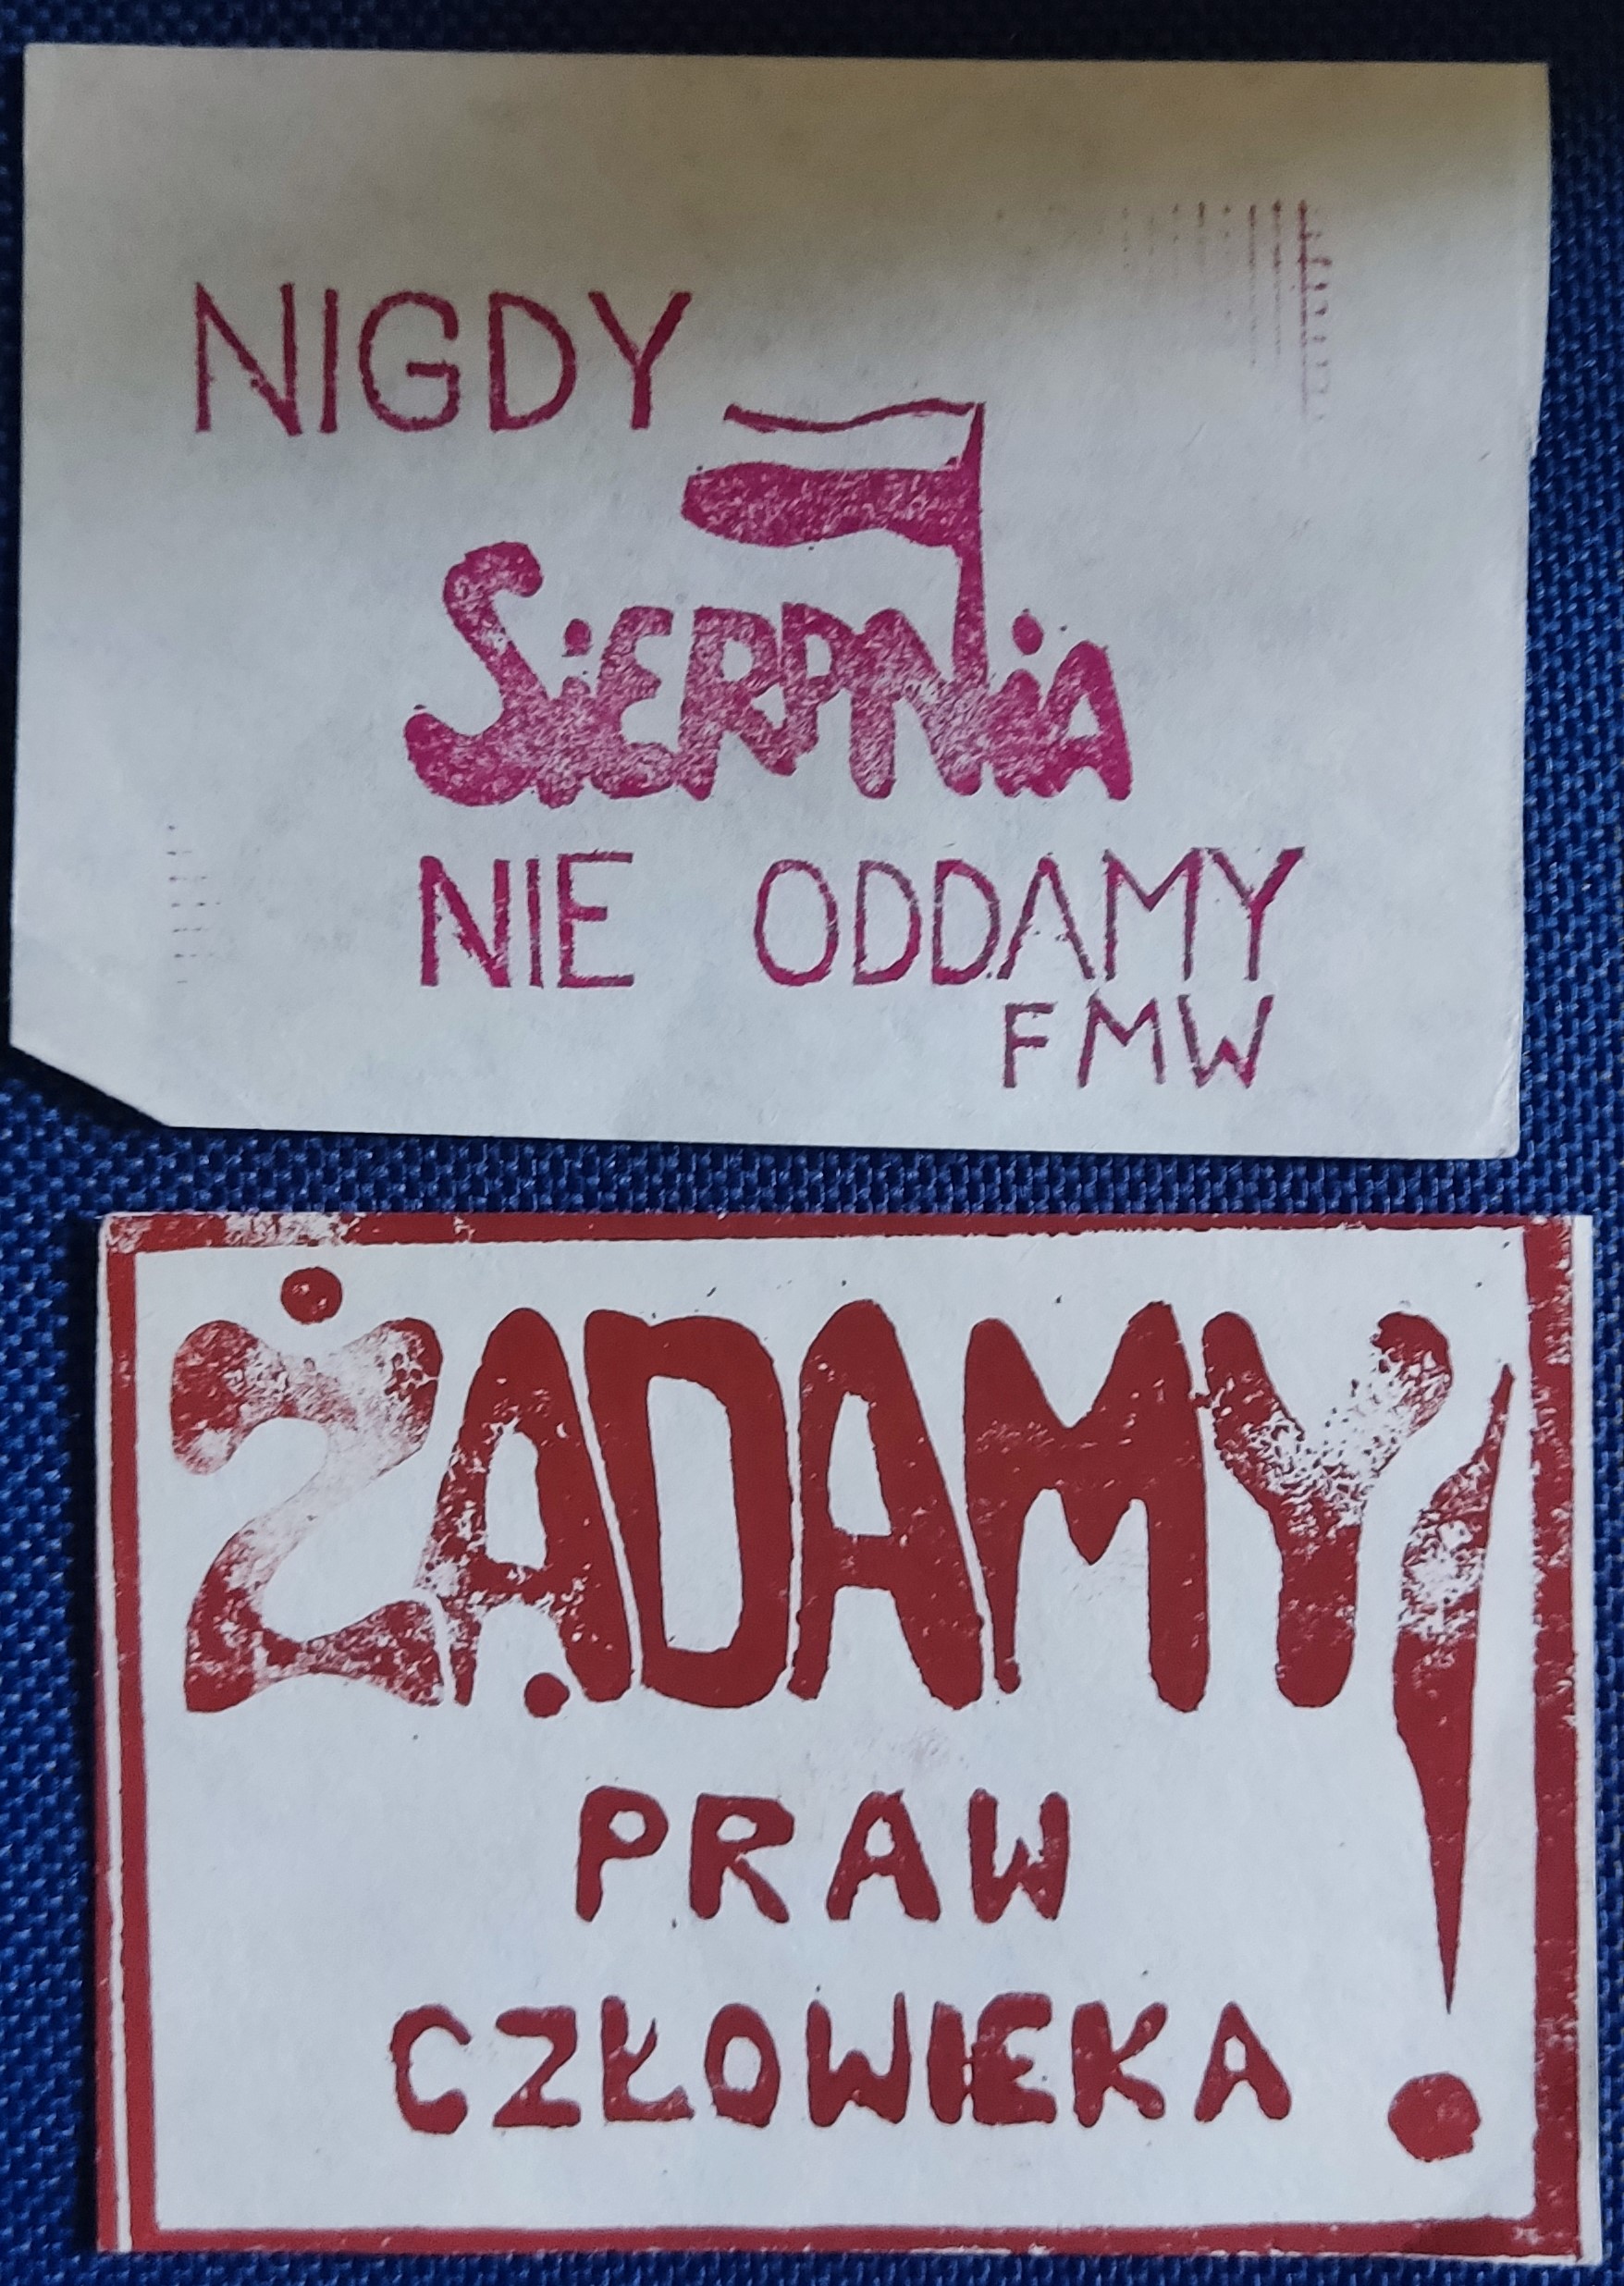 NIGDY
SiERPNiA
NIE ODDAMY
FMW
ŻĄDAMY!
PRAW
CZŁOWIEKA